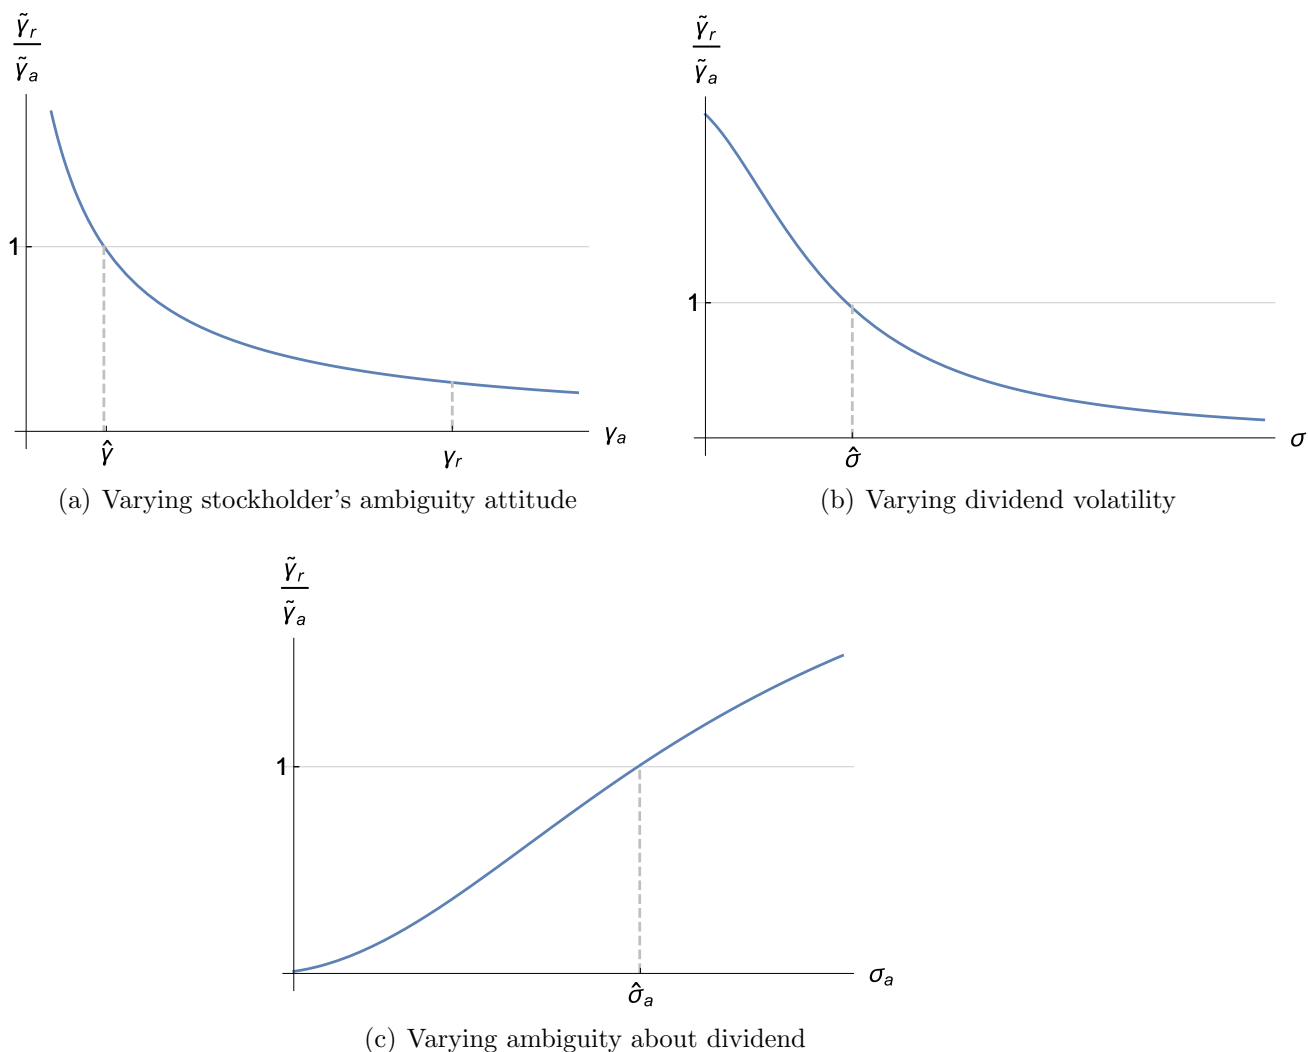 γ̃r
γ̃a
1
γ̂
γr
γa
(a) Varying stockholder's ambiguity attitude
γ̃r
γ̃a
1
σ̂
σ
(b) Varying dividend volatility
γ̃r
γ̃a
1
σ̂a
σa
(c) Varying ambiguity about dividend